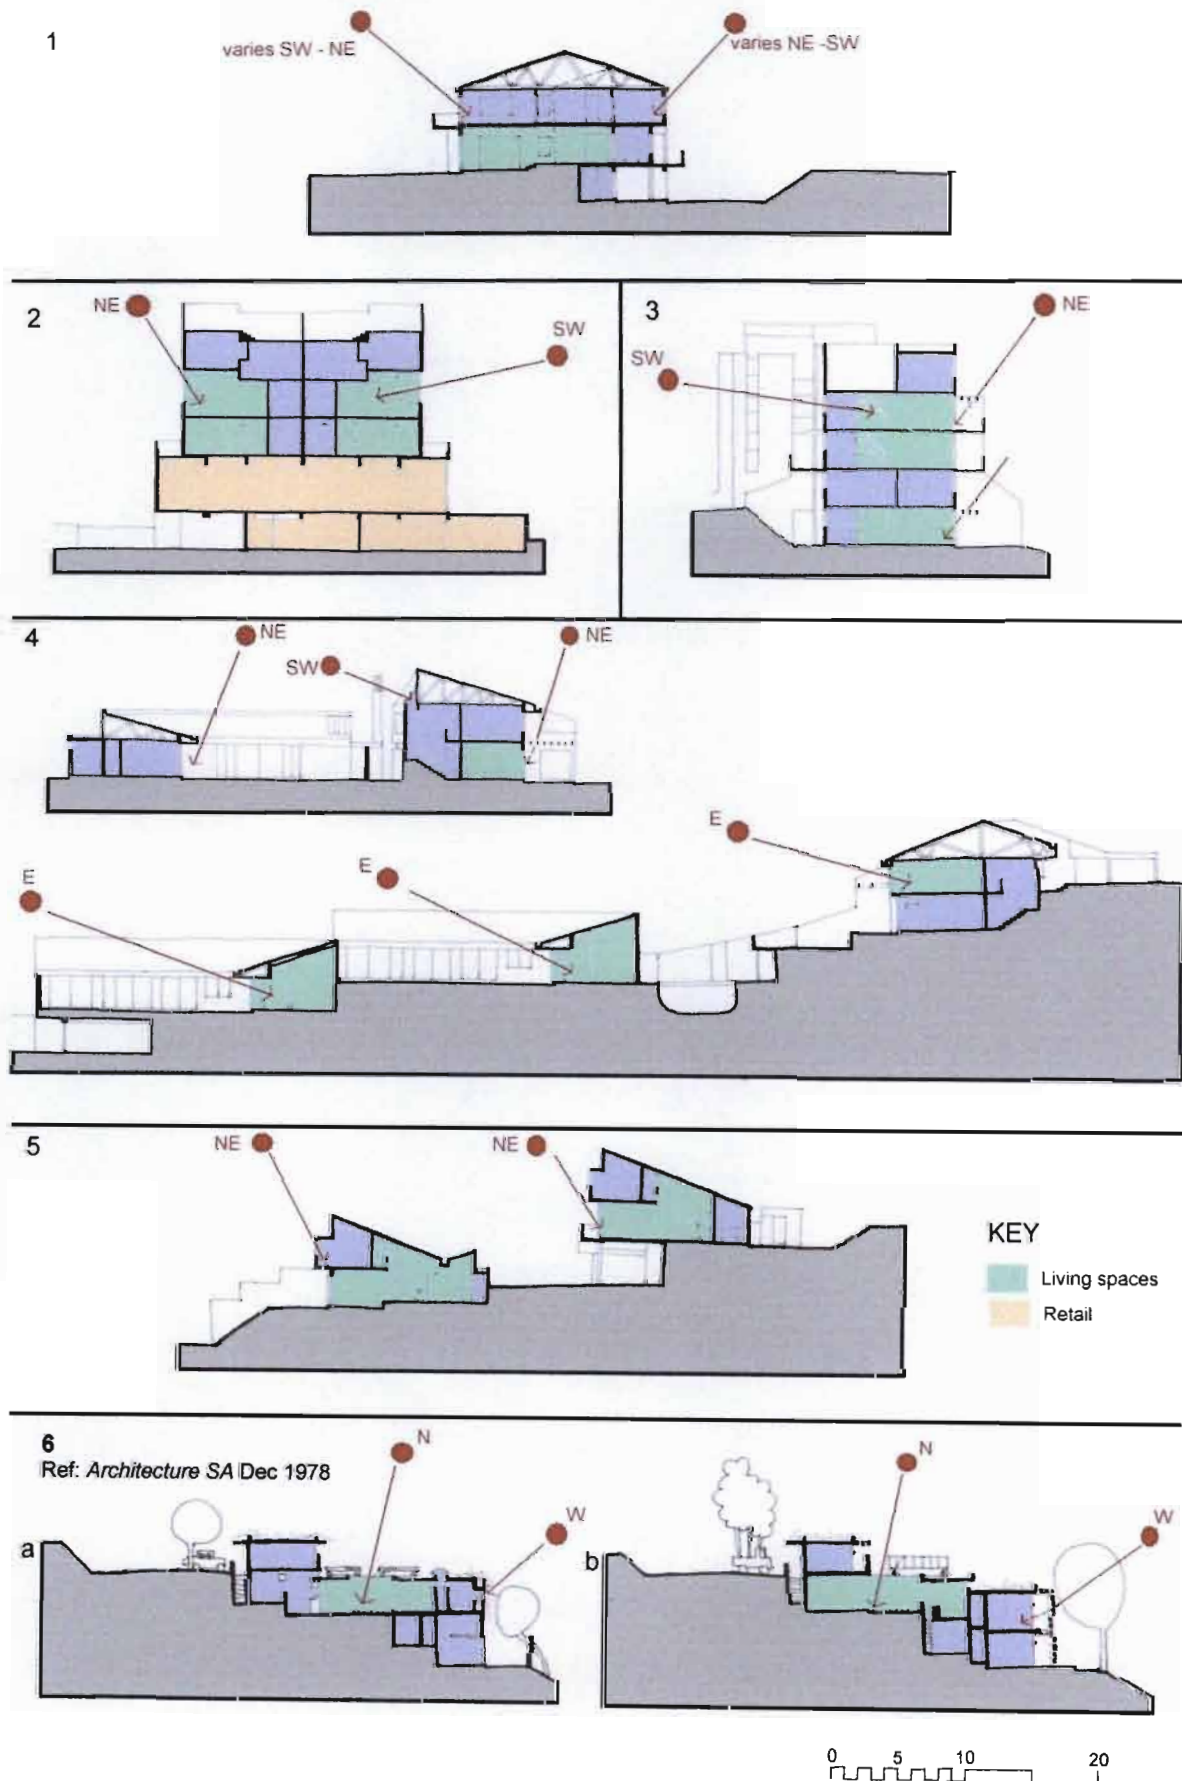 1
varies SW - NE
varies NE -SW
2
NE
SW
3
NE
SW
4
NE
SW
NE
E
E
E
5
NE
NE
KEY
Living spaces
Retail
6
Ref: Architecture SA Dec 1978
N
W
a
N
W
b
0 5 10 20